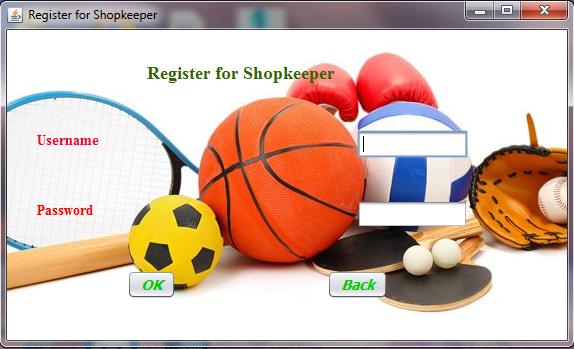 Register for Shopkeeper
Register for Shopkeeper
Username
Password
OK
Back